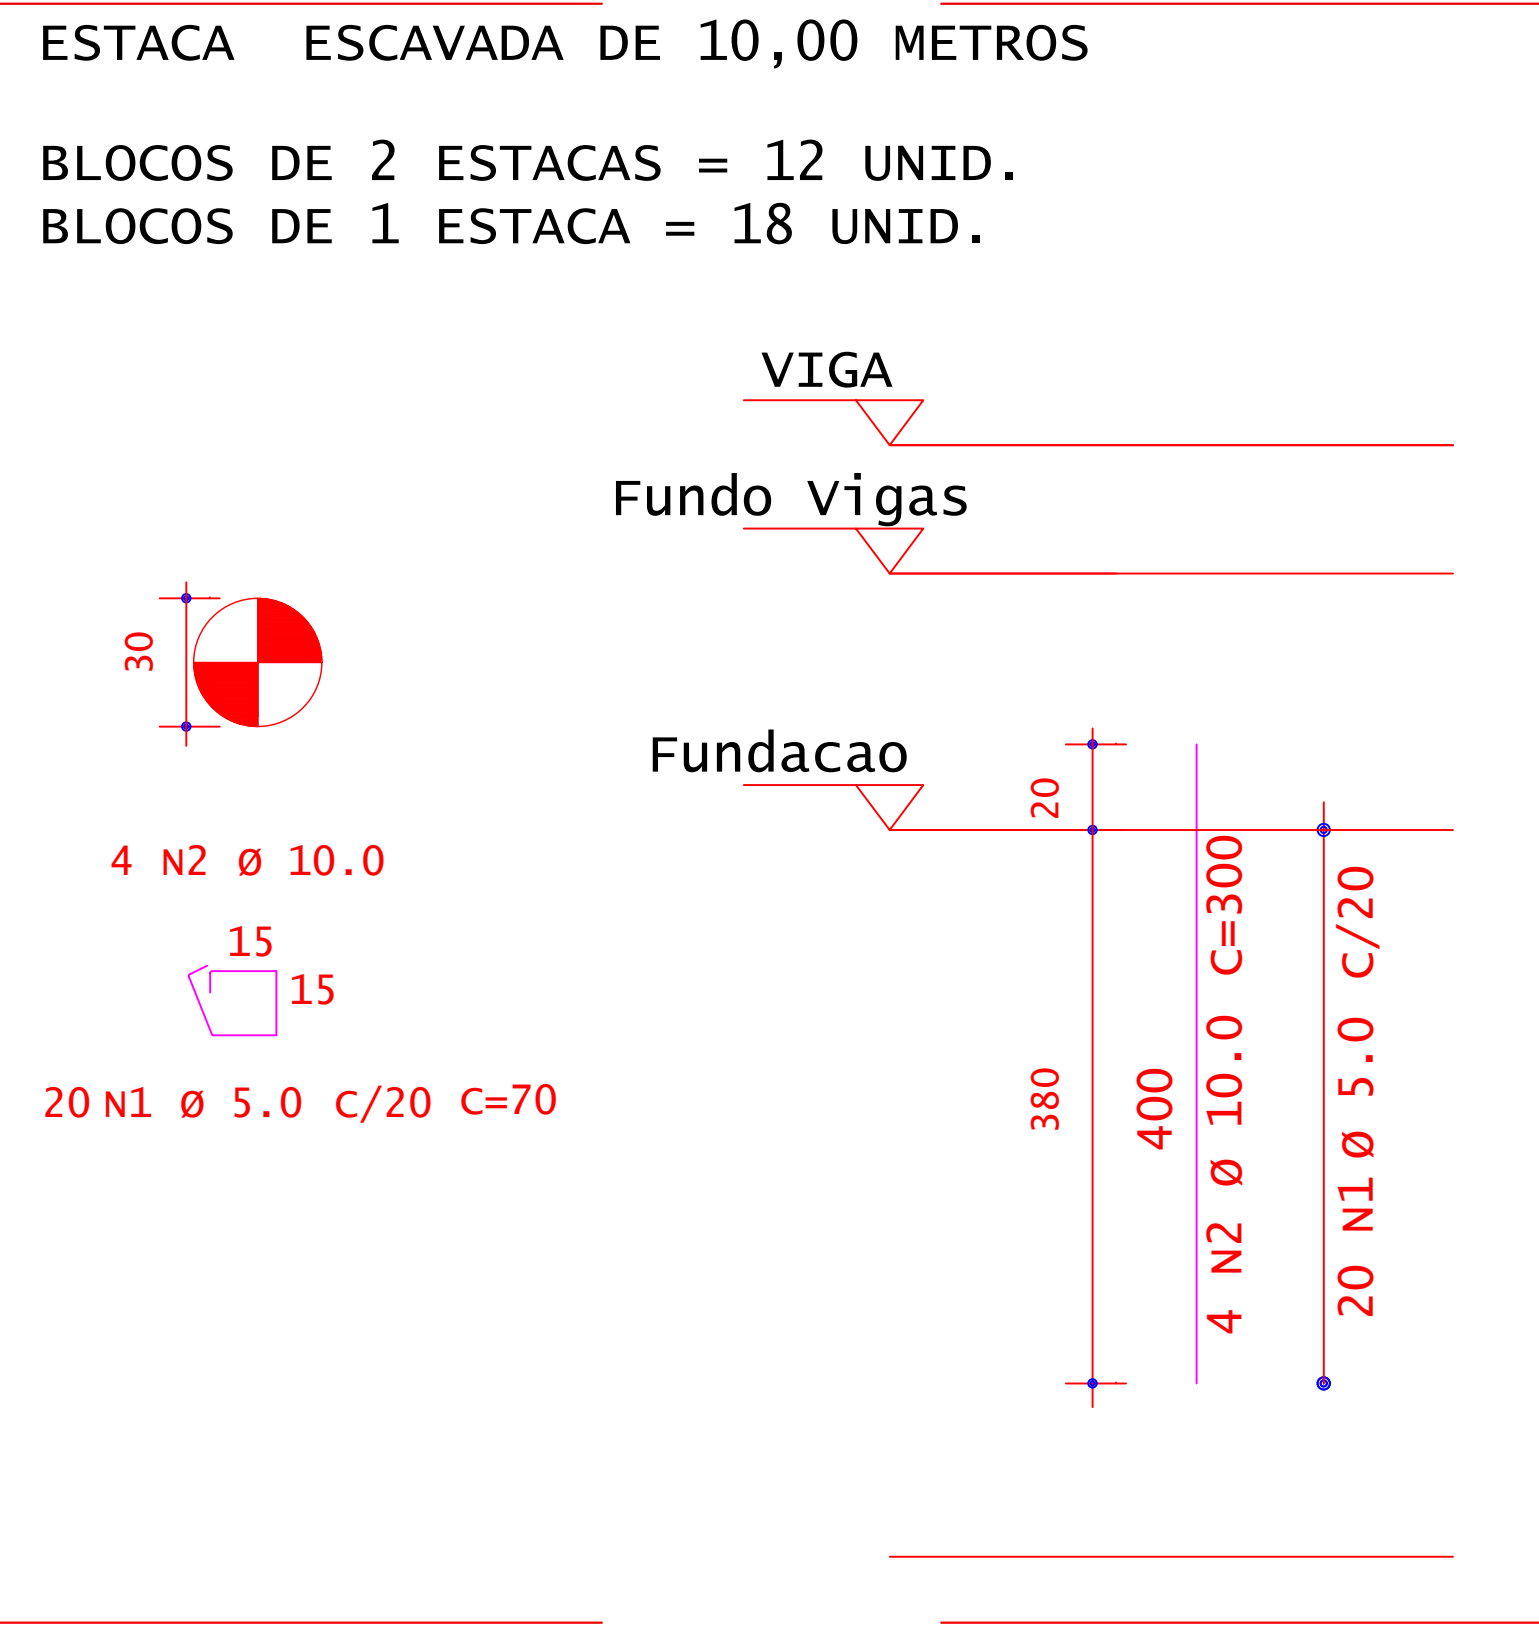 ESTACA ESCAVADA DE 10,00 METROS
BLOCOS DE 2 ESTACAS = 12 UNID.
BLOCOS DE 1 ESTACA = 18 UNID.
VIGA
Fundo Vigas
30
Fundacao
20
4 N2 Ø 10.0
15
15
20 N1 Ø 5.0 C/20 C=70
380
400
4 N2 Ø 10.0 C=300
20 N1 Ø 5.0 C/20